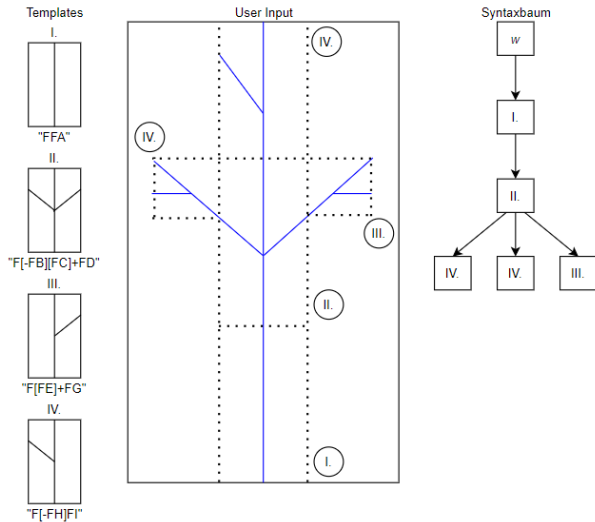 Templates
I.
"FFA"
II.
"F[-FB][FC]+FD"
III.
"F[FE]+FG"
IV.
"F[-FH]FI"
User Input
IV.
IV.
III.
II.
I.
Syntaxbaum
w
I.
II.
IV. IV. III.